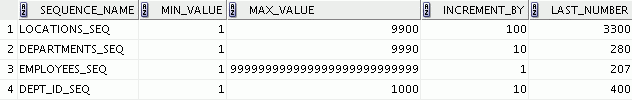 SEQUENCE_NAME MIN_VALUE MAX_VALUE INCREMENT_BY LAST_NUMBER
1 LOCATIONS_SEQ 1 9900 100 3300
2 DEPARTMENTS_SEQ 1 9990 10 280
3 EMPLOYEES_SEQ 1 999999999999999999999999999 1 207
4 DEPT_ID_SEQ 1 1000 10 400